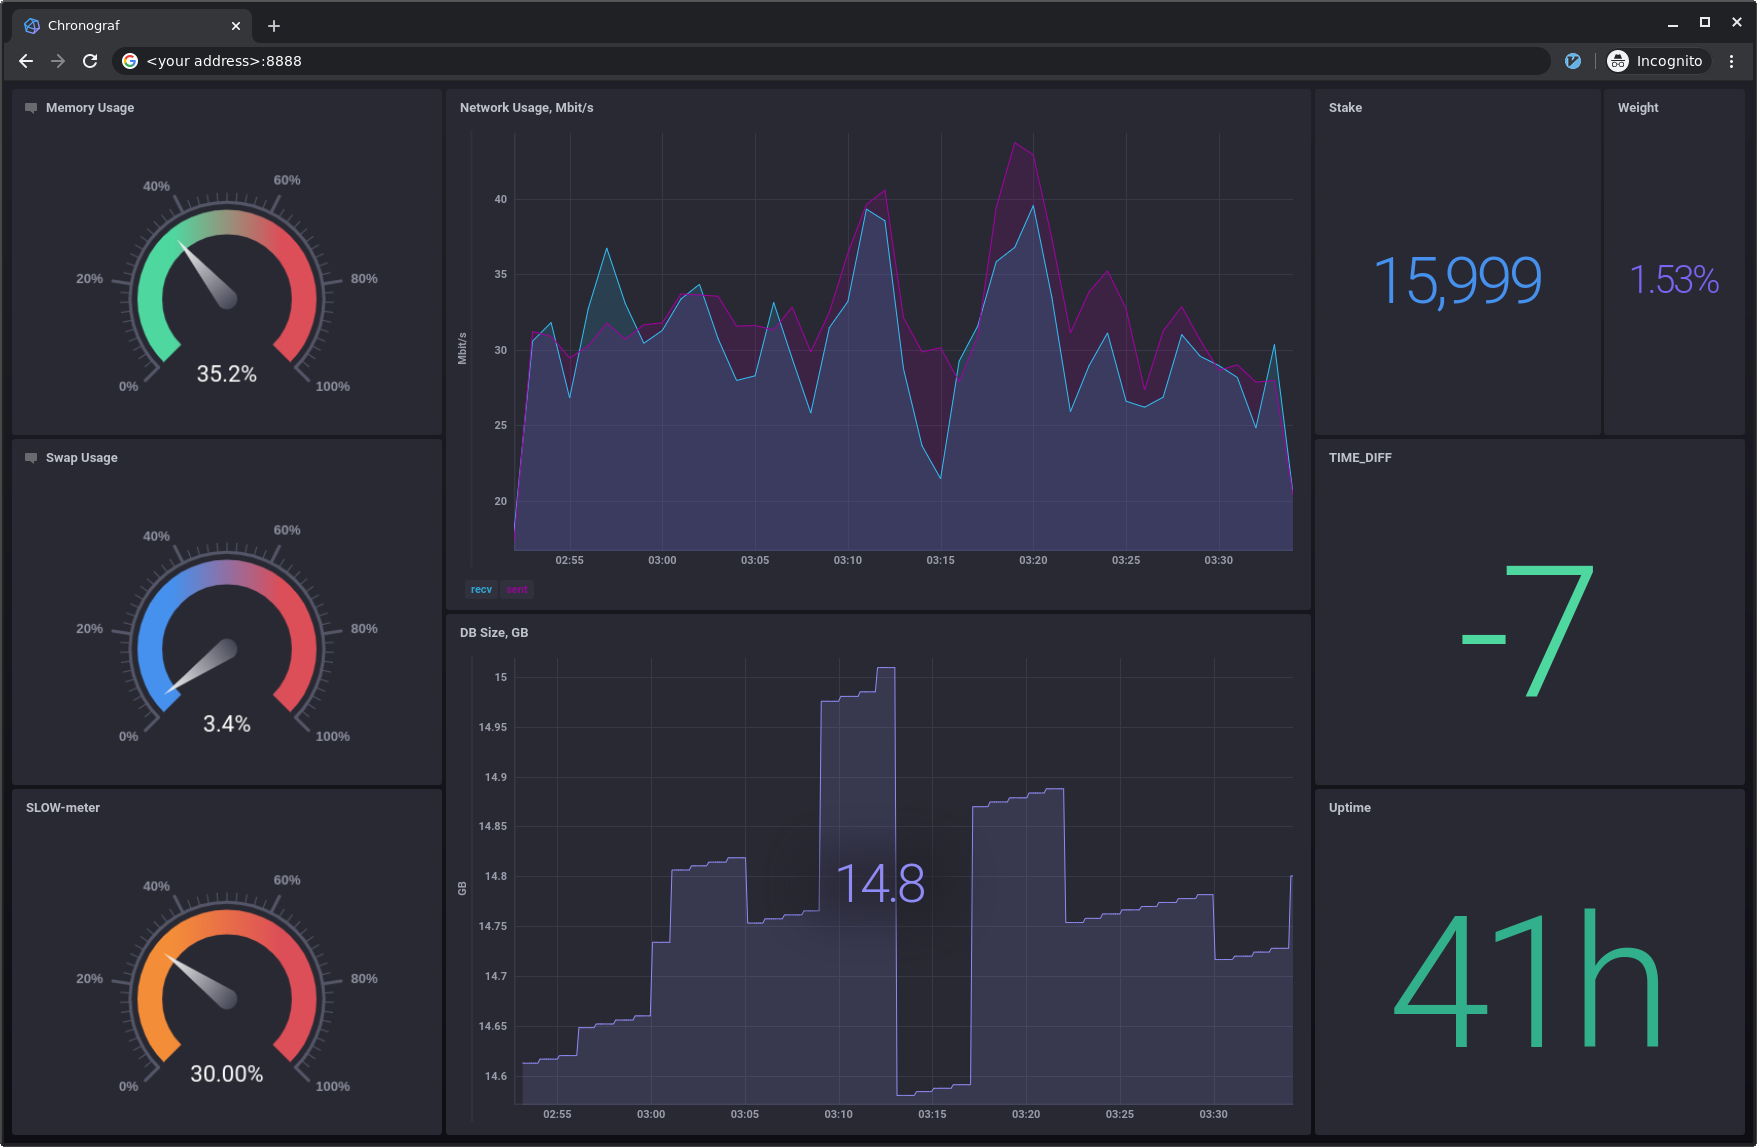 Chronograf
<your address>:8888
Incognito
Memory Usage
40%
60%
20%
80%
0%
100%
35.2%
Swap Usage
40%
60%
20%
80%
0%
100%
3.4%
SLOW-meter
40%
60%
20%
80%
0%
100%
30.00%
Network Usage, Mbit/s
Mbit/s
40
35
30
25
20
02:55 03:00 03:05 03:10 03:15 03:20 03:25 03:30
recv sent
DB Size, GB
GB
15
14.95
14.9
14.85
14.8
14.75
14.7
14.65
14.6
14.8
02:55 03:00 03:05 03:10 03:15 03:20 03:25 03:30
Stake
15,999
Weight
1.53%
TIME_DIFF
-7
Uptime
41h